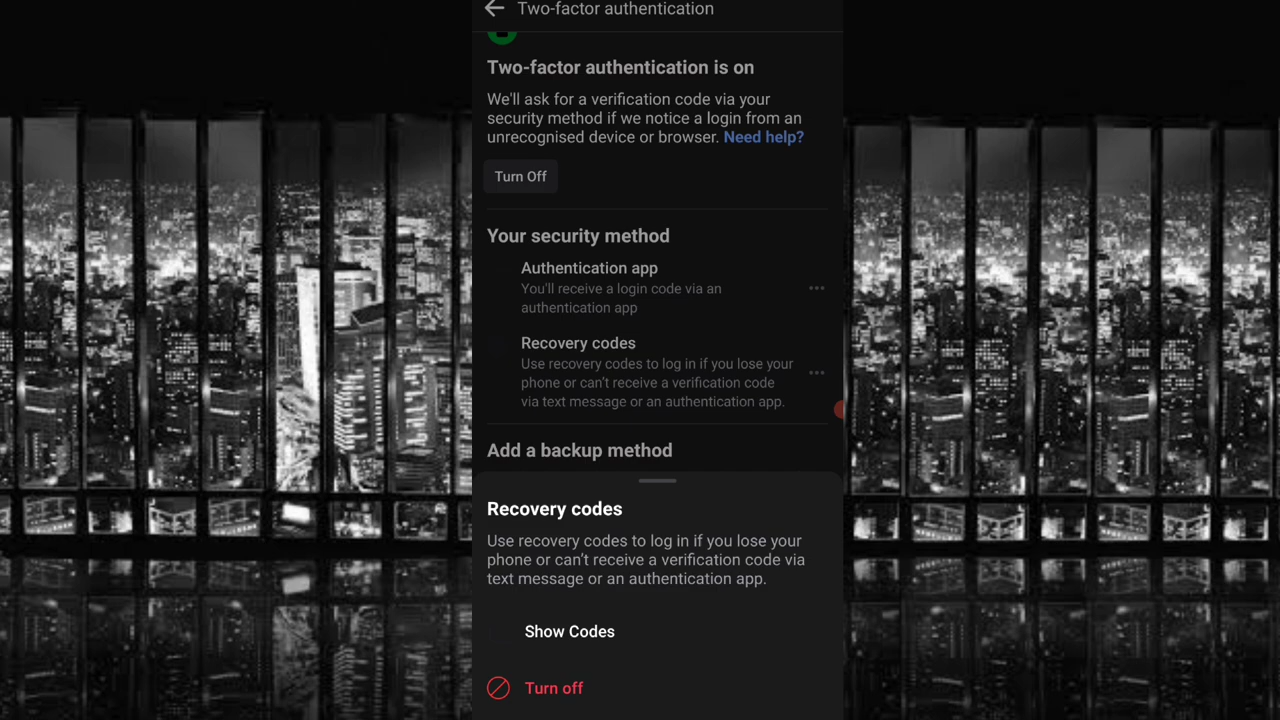 Two-factor authentication
Two-factor authentication is on
We'll ask for a verification code via your
security method if we notice a login from an
unrecognised device or browser. Need help?
Turn Off
Your security method
Authentication app
You'll receive a login code via an
authentication app
Recovery codes
Use recovery codes to log in if you lose your
phone or can't receive a verification code
via text message or an authentication app.
Add a backup method
Recovery codes
Use recovery codes to log in if you lose your
phone or can't receive a verification code via
text message or an authentication app.
Show Codes
Turn off